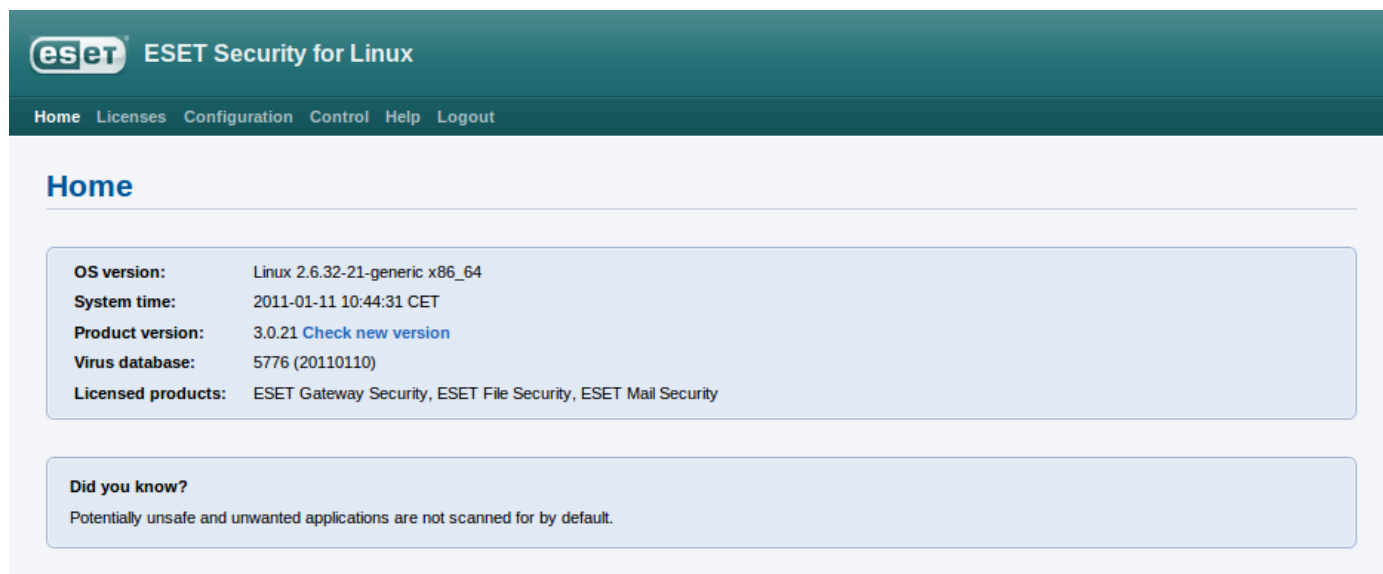 eset ESET Security for Linux
Home Licenses Configuration Control Help Logout
Home
OS version: Linux 2.6.32-21-generic x86_64
System time: 2011-01-11 10:44:31 CET
Product version: 3.0.21 Check new version
Virus database: 5776 (20110110)
Licensed products: ESET Gateway Security, ESET File Security, ESET Mail Security
Did you know?
Potentially unsafe and unwanted applications are not scanned for by default.